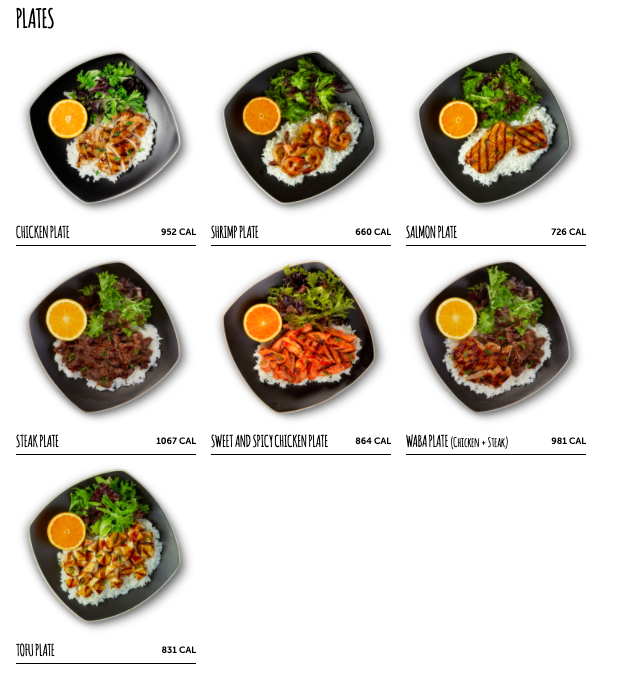 PLATES
CHICKEN PLATE 952 CAL
SHRIMP PLATE 660 CAL
SALMON PLATE 726 CAL
STEAK PLATE 1067 CAL
SWEET AND SPICY CHICKEN PLATE 864 CAL
WABA PLATE (CHICKEN + STEAK) 981 CAL
TOFU PLATE 831 CAL